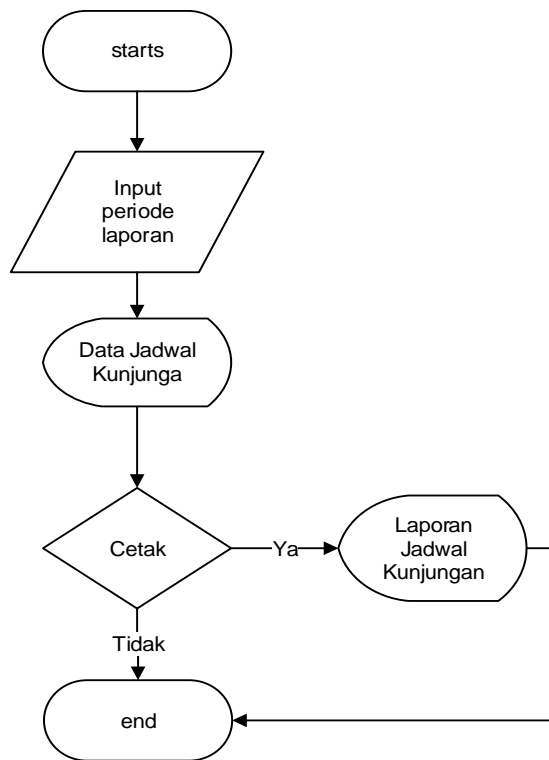 starts
Input
periode
laporan
Data Jadwal
Kunjunga
Cetak
Ya
Laporan
Jadwal
Kunjungan
Tidak
end